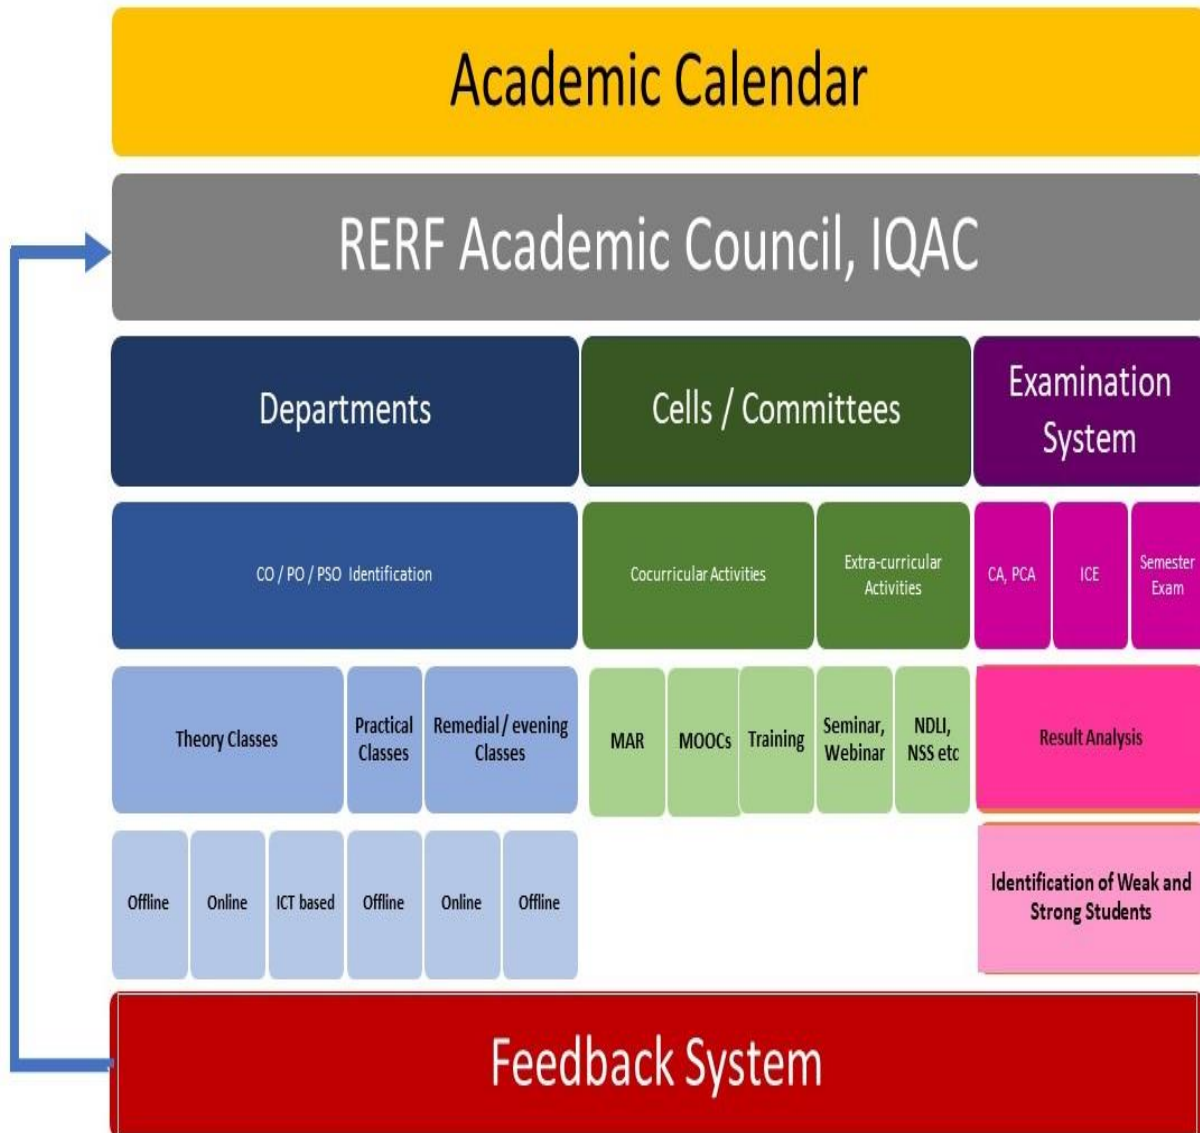 Academic Calendar
RERF Academic Council, IQAC
Departments
Cells / Committees
Examination
System
CO / PO / PSO Identification
Cocurricular Activities
Extra-curricular
Activities
CA, PCA
ICE
Semester
Exam
Theory Classes
Practical
Classes
Remedial / evening
Classes
MAR
MOOCs
Training
Seminar,
Webinar
NDLI,
NSS etc
Result Analysis
Offline
Online
ICT based
Offline
Online
Offline
Identification of Weak and
Strong Students
Feedback System